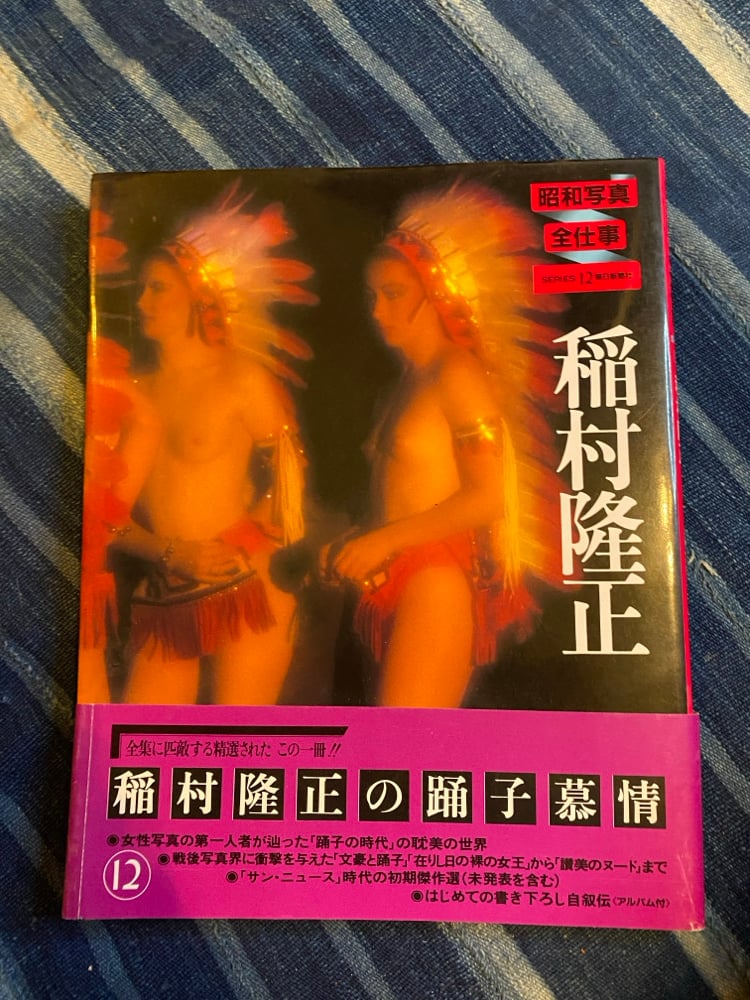 昭和写真
全仕事
SERIES 12 毎日新聞社
稲村隆正
全集に匹敵する精選された この一冊!!
稲村隆正の踊子慕情
◉女性写真の第一人者が辿った「踊子の時代」の耽美の世界
◉戦後写真界に衝撃を与えた「文豪と踊子」「在りし日の裸の女王」から「讃美のヌード」まで
◉「サン・ニュース」時代の初期傑作選(未発表を含む)
◉はじめての書き下ろし自叙伝〈アルバム付〉
12